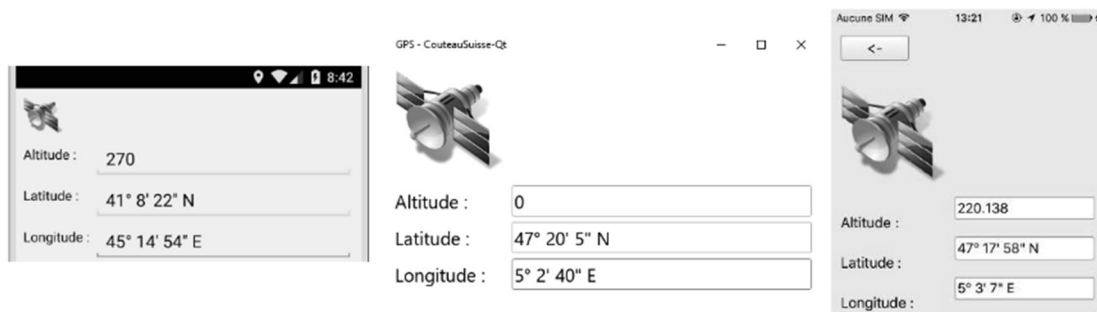 8:42
Altitude :
270
Latitude :
41° 8' 22" N
Longitude :
45° 14' 54" E
GPS - CouteauSuisse-Qt
Altitude :
0
Latitude :
47° 20' 5" N
Longitude :
5° 2' 40" E
Aucune SIM 13:21 100 %
<-
220.138
Altitude :
47° 17' 58" N
Latitude :
5° 3' 7" E
Longitude :